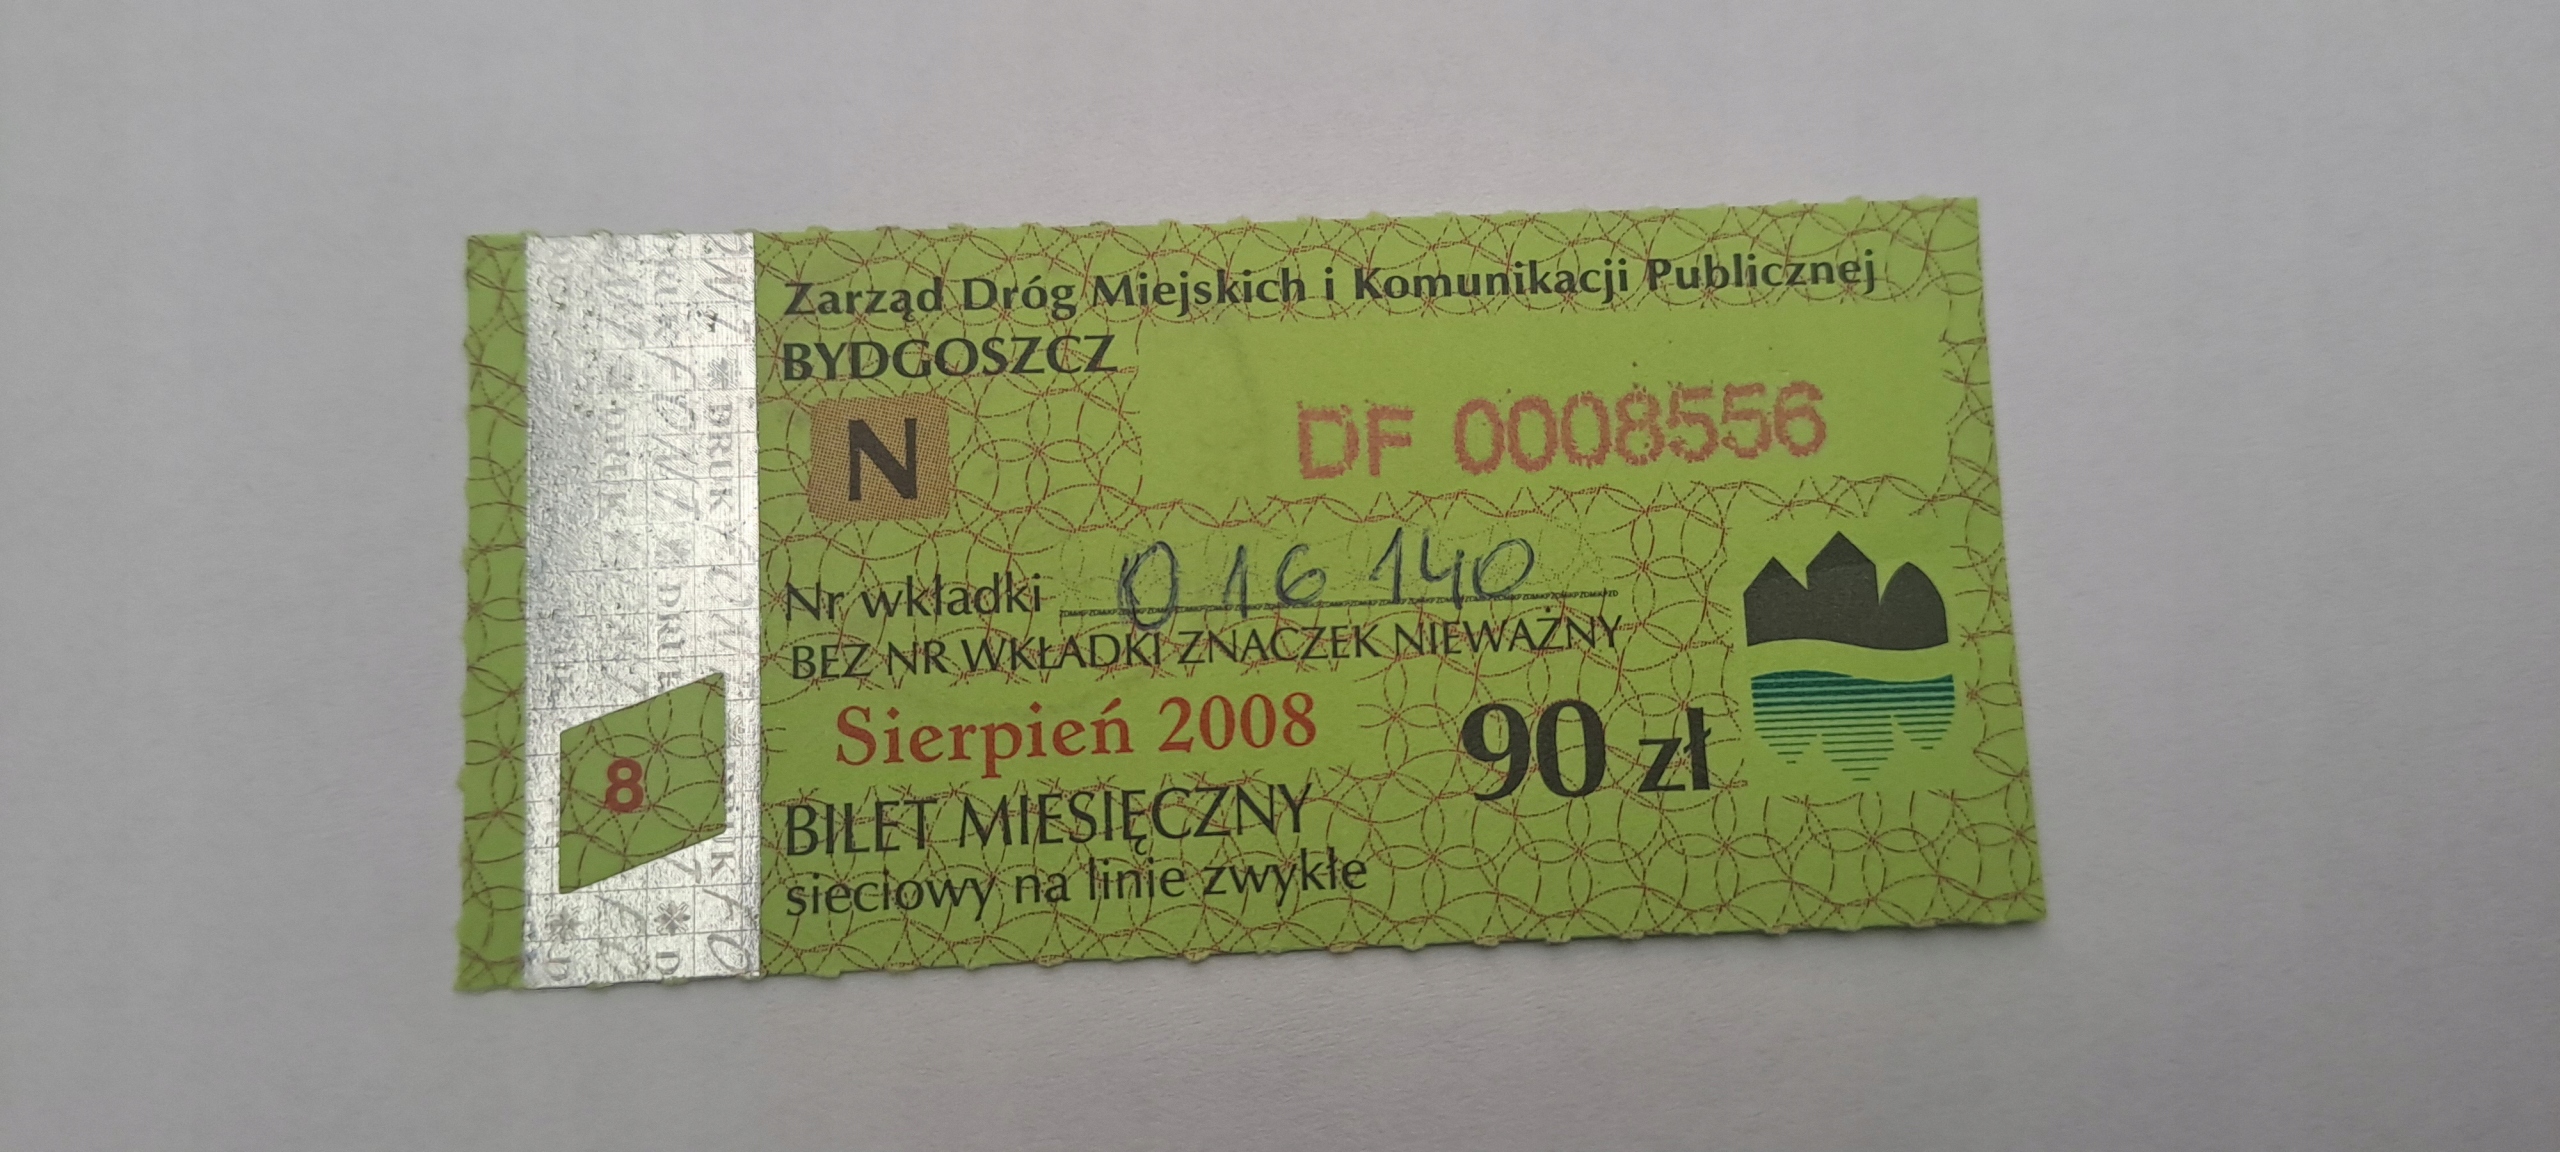 Zarząd Dróg Miejskich i Komunikacji Publicznej
BYDGOSZCZ
N
DF 0008556
Nr wkładki 016140
BEZ NR WKŁADKI ZNACZEK NIEWAŻNY
Sierpień 2008
90 zł
8
BILET MIESIĘCZNY
sieciowy na linie zwykłe